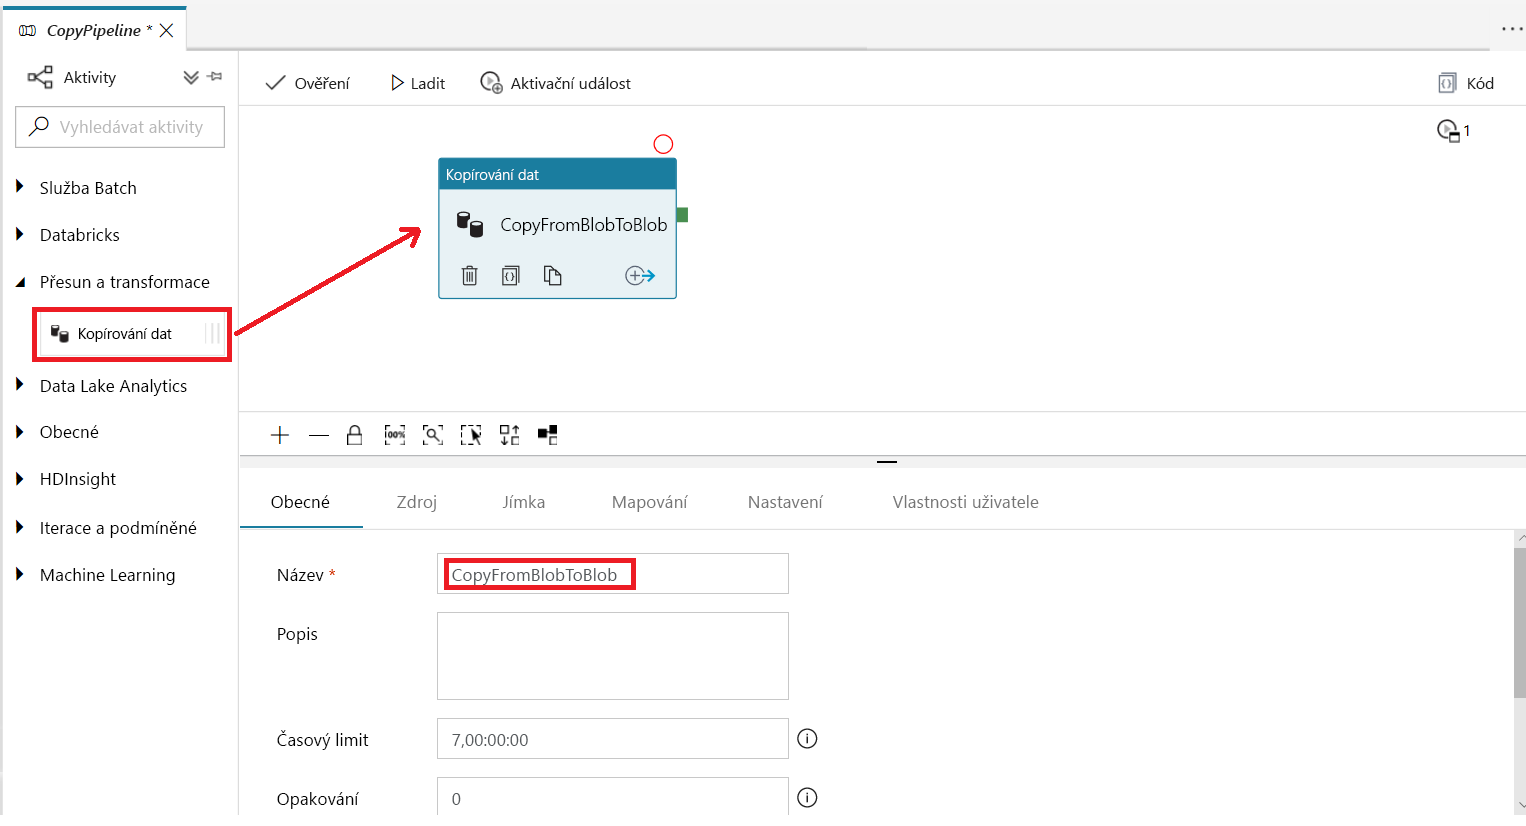 CopyPipeline *
Aktivity
Vyhledávat aktivity
Služba Batch
Databricks
Přesun a transformace
Kopírování dat
Data Lake Analytics
Obecné
HDInsight
Iterace a podmíněné
Machine Learning
Ověření
Ladit
Aktivační událost
Kód
1
Kopírování dat
CopyFromBlobToBlob
100%
Obecné
Zdroj
Jímka
Mapování
Nastavení
Vlastnosti uživatele
Název *
CopyFromBlobToBlob
Popis
Časový limit
7,00:00:00
Opakování
0